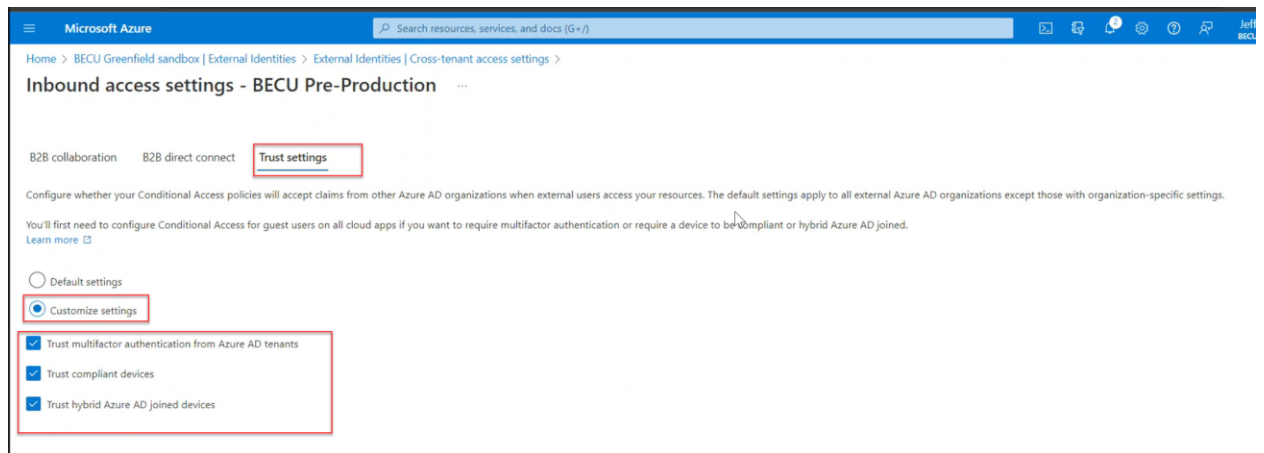 Microsoft Azure
Search resources, services, and docs (G+/)
2
Jeff
BECU
Home > BECU Greenfield sandbox | External Identities > External Identities | Cross-tenant access settings >
Inbound access settings - BECU Pre-Production ...
B2B collaboration B2B direct connect Trust settings
Configure whether your Conditional Access policies will accept claims from other Azure AD organizations when external users access your resources. The default settings apply to all external Azure AD organizations except those with organization-specific settings.
You'll first need to configure Conditional Access for guest users on all cloud apps if you want to require multifactor authentication or require a device to be compliant or hybrid Azure AD joined.
Learn more
Default settings
Customize settings
Trust multifactor authentication from Azure AD tenants
Trust compliant devices
Trust hybrid Azure AD joined devices